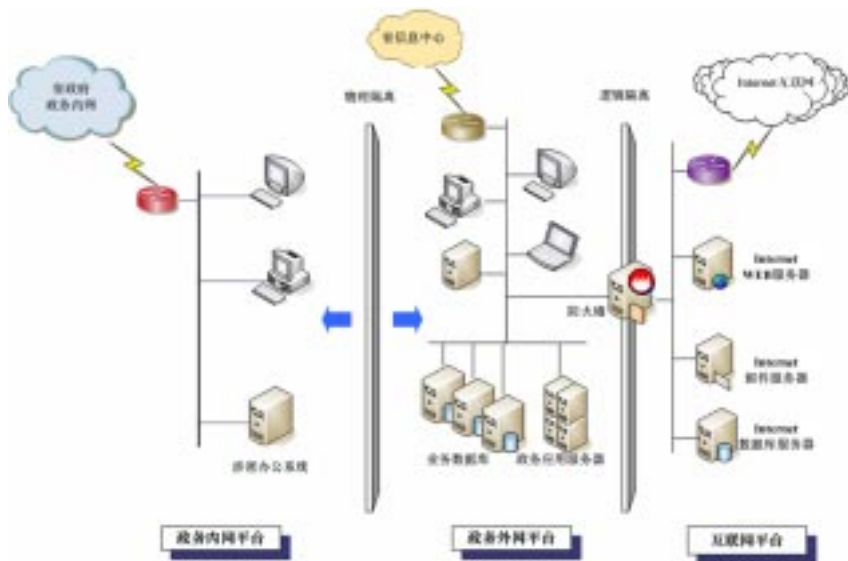 省信息中心
省政府
政务内网
物理隔离
逻辑隔离
Internet 互联网
Internet
WEB服务器
防火墙
Internet
邮件服务器
Internet
数据库服务器
涉密办公系统
业务数据库
政务应用服务器
政务内网平台
政务外网平台
互联网平台